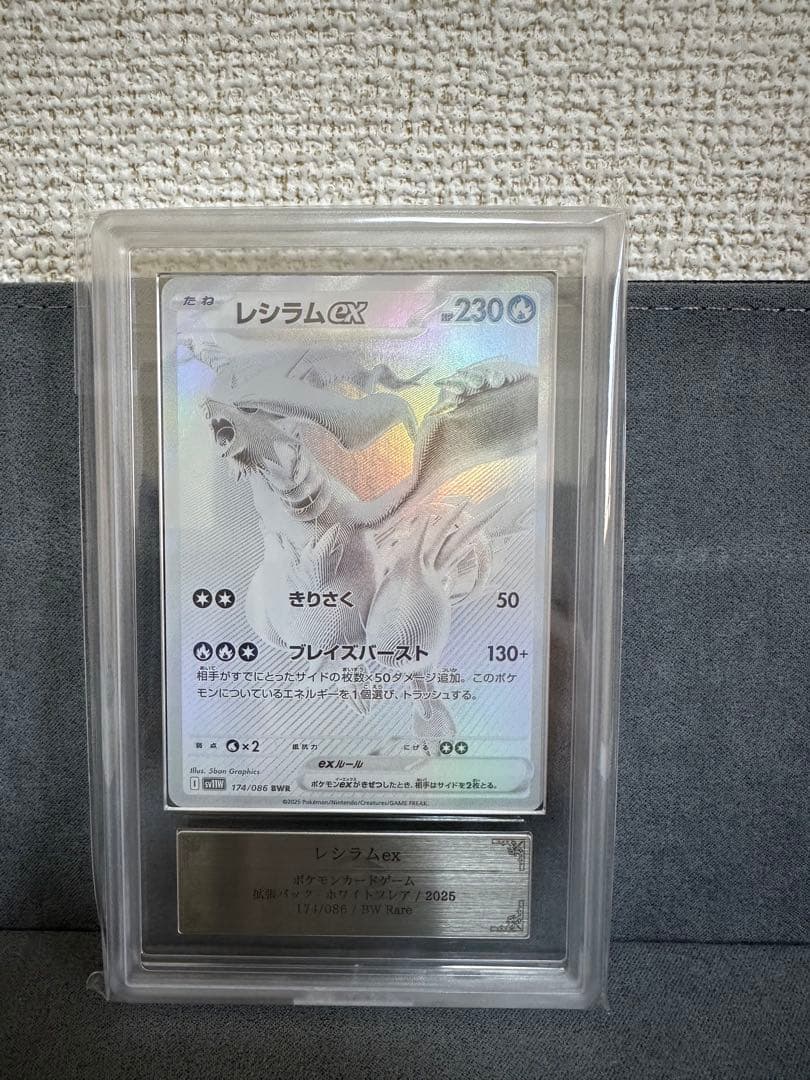 たね レシラムex HP230
きりさく 50
ブレイズバースト 130+
相手がすでにとったサイドの枚数×50ダメージ追加。このポケ
モンについているエネルギーを1個選び、トラッシュする。
弱点 ×2 抵抗力 にげる
exルール
ポケモンexがきぜつしたとき、相手はサイドを2枚とる。
Illus. 5ban Graphics
I SV11W 174/086 BWR
©2025 Pokémon/Nintendo/Creatures/GAME FREAK.
レシラムex
ポケモンカードゲーム
拡張パック ホワイトフレア / 2025
174/086 / BW Rare